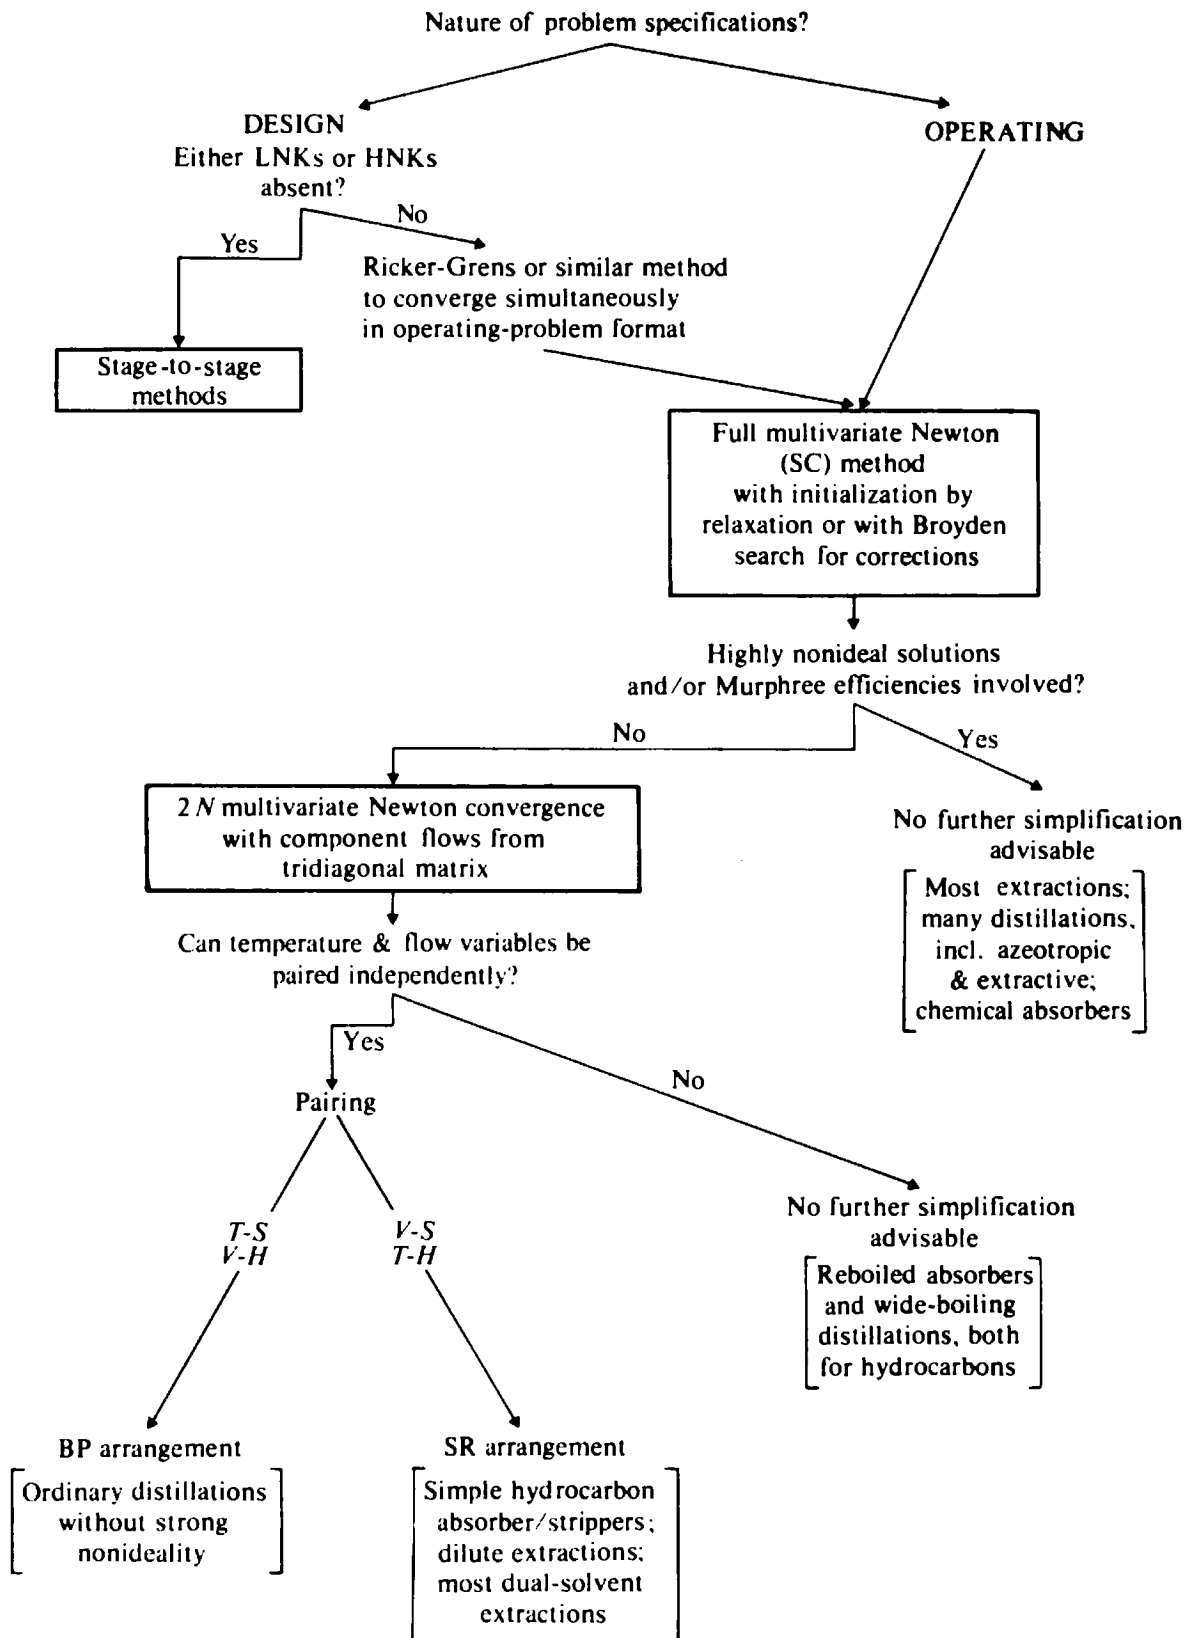 Nature of problem specifications?
DESIGN
Either LNKs or HNKs
absent?
OPERATING
No
Yes
Ricker-Grens or similar method
to converge simultaneously
in operating-problem format
Stage-to-stage
methods
Full multivariate Newton
(SC) method
with initialization by
relaxation or with Broyden
search for corrections
Highly nonideal solutions
and/or Murphree efficiencies involved?
No
Yes
2N multivariate Newton convergence
with component flows from
tridiagonal matrix
No further simplification
advisable
Most extractions;
many distillations,
incl. azeotropic
& extractive;
chemical absorbers
Can temperature & flow variables be
paired independently?
Yes
No
Pairing
T-S
V-H
V-S
T-H
No further simplification
advisable
Reboiled absorbers
and wide-boiling
distillations, both
for hydrocarbons
BP arrangement
Ordinary distillations
without strong
nonideality
SR arrangement
Simple hydrocarbon
absorber/strippers;
dilute extractions;
most dual-solvent
extractions